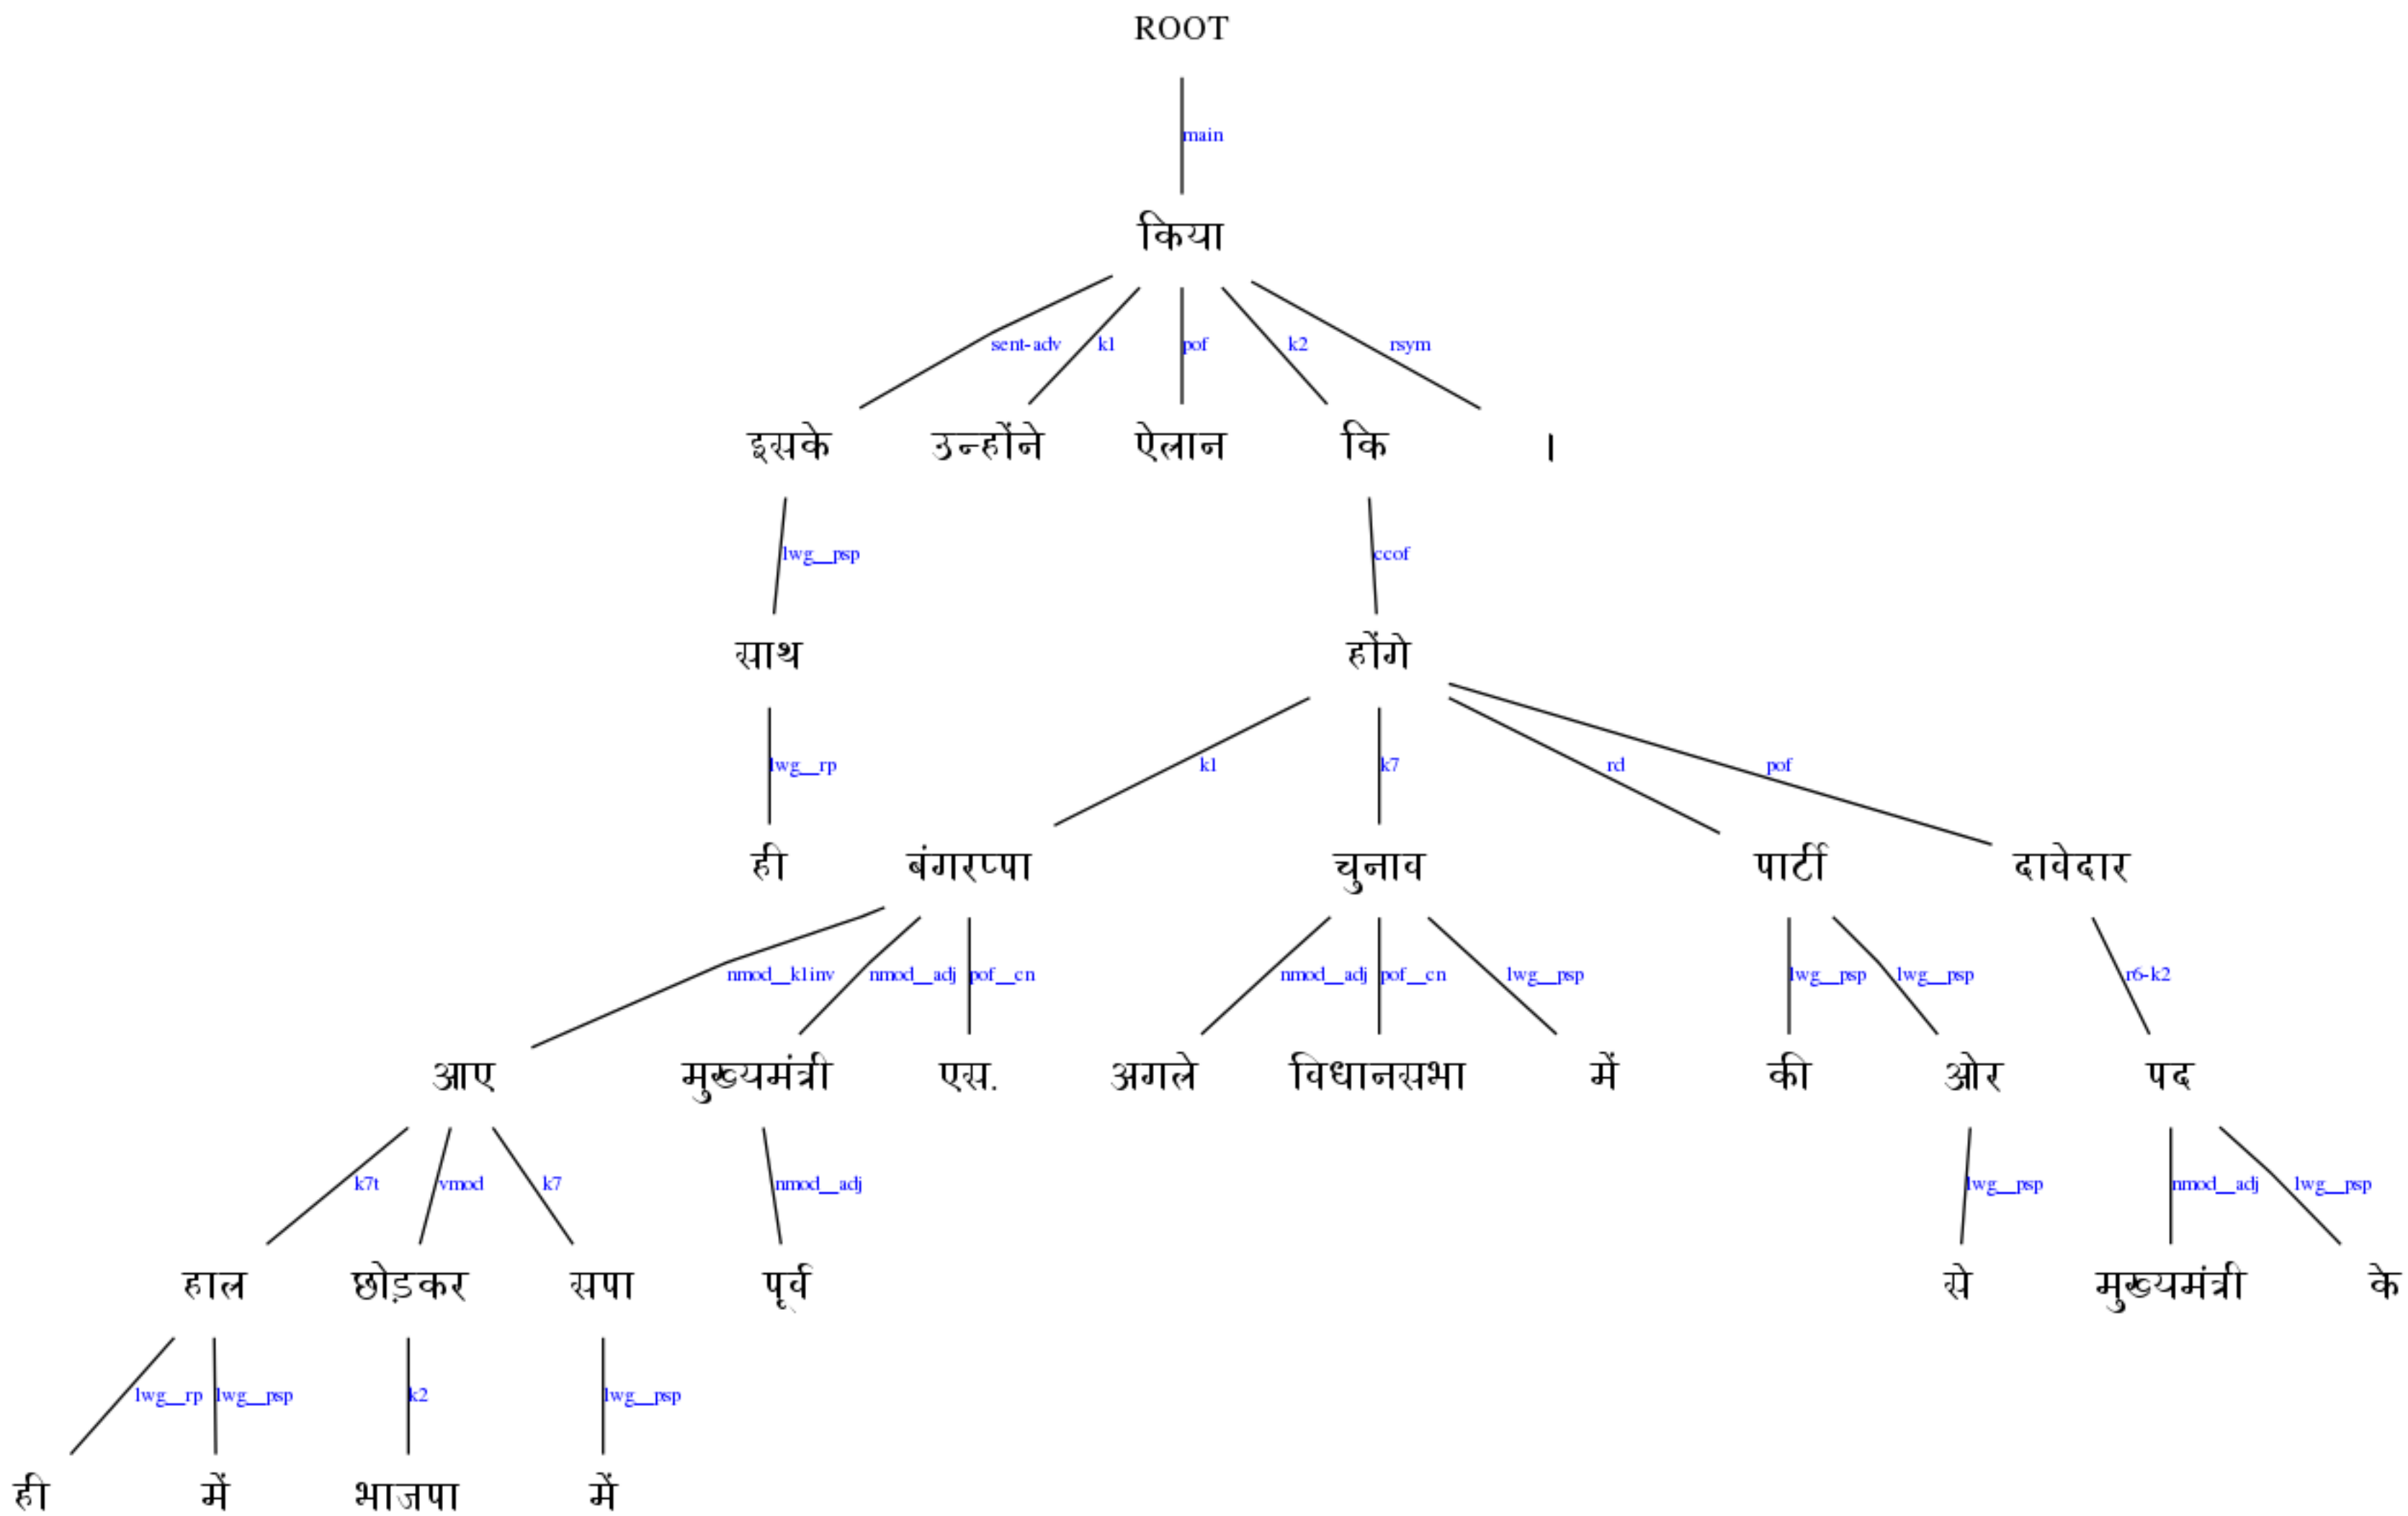 ROOT
main
किया
sent-adv k1 pof k2 rsym
इसके उन्होंने ऐलान कि ।
lwg__psp ccof
साथ होंगे
lwg__rp k1 k7 rd pof
ही बंगरप्पा चुनाव पार्टी दावेदार
nmod__k1inv nmod__adj pof__cn nmod__adj pof__cn lwg__psp lwg__psp lwg__psp r6-k2
आए मुख्यमंत्री एस. अगले विधानसभा में की ओर पद
k7t vmod k7 nmod__adj lwg__psp nmod__adj lwg__psp
हाल छोड़कर सपा पूर्व से मुख्यमंत्री के
lwg__rp lwg__psp k2 lwg__psp
ही में भाजपा में